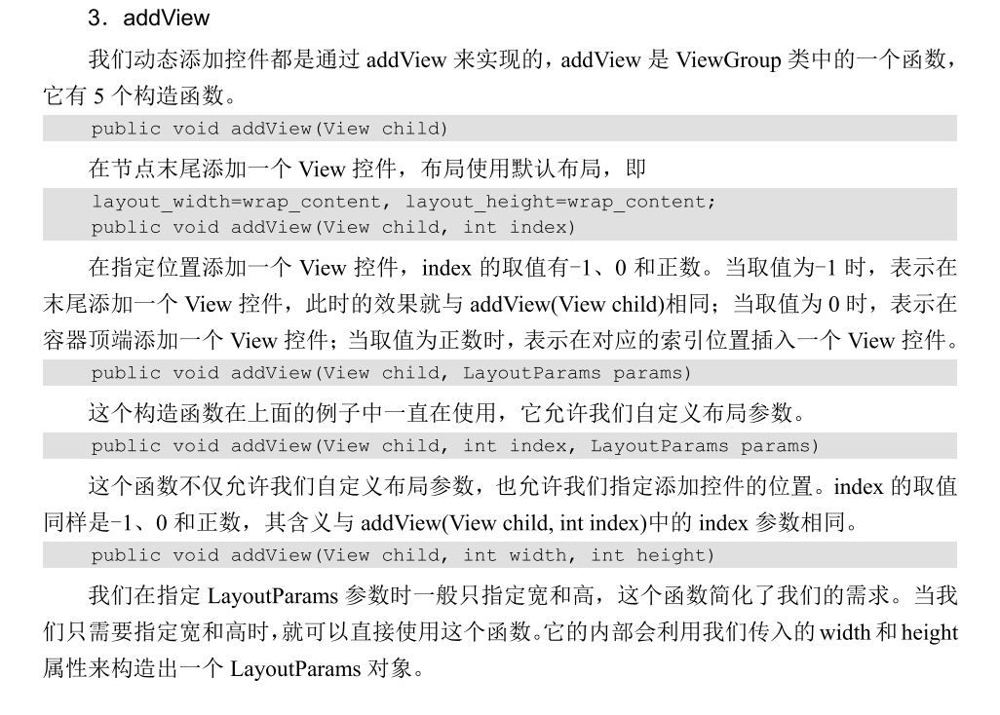 3．addView
我们动态添加控件都是通过 addView 来实现的，addView 是 ViewGroup 类中的一个函数，
它有 5 个构造函数。
public void addView(View child)
在节点末尾添加一个 View 控件，布局使用默认布局，即
layout_width=wrap_content, layout_height=wrap_content;
public void addView(View child, int index)
在指定位置添加一个 View 控件，index 的取值有-1、0 和正数。当取值为-1 时，表示在
末尾添加一个 View 控件，此时的效果就与 addView(View child)相同；当取值为 0 时，表示在
容器顶端添加一个 View 控件；当取值为正数时，表示在对应的索引位置插入一个 View 控件。
public void addView(View child, LayoutParams params)
这个构造函数在上面的例子中一直在使用，它允许我们自定义布局参数。
public void addView(View child, int index, LayoutParams params)
这个函数不仅允许我们自定义布局参数，也允许我们指定添加控件的位置。index 的取值
同样是-1、0 和正数，其含义与 addView(View child, int index)中的 index 参数相同。
public void addView(View child, int width, int height)
我们在指定 LayoutParams 参数时一般只指定宽和高，这个函数简化了我们的需求。当我
们只需要指定宽和高时，就可以直接使用这个函数。它的内部会利用我们传入的 width 和 height
属性来构造出一个 LayoutParams 对象。